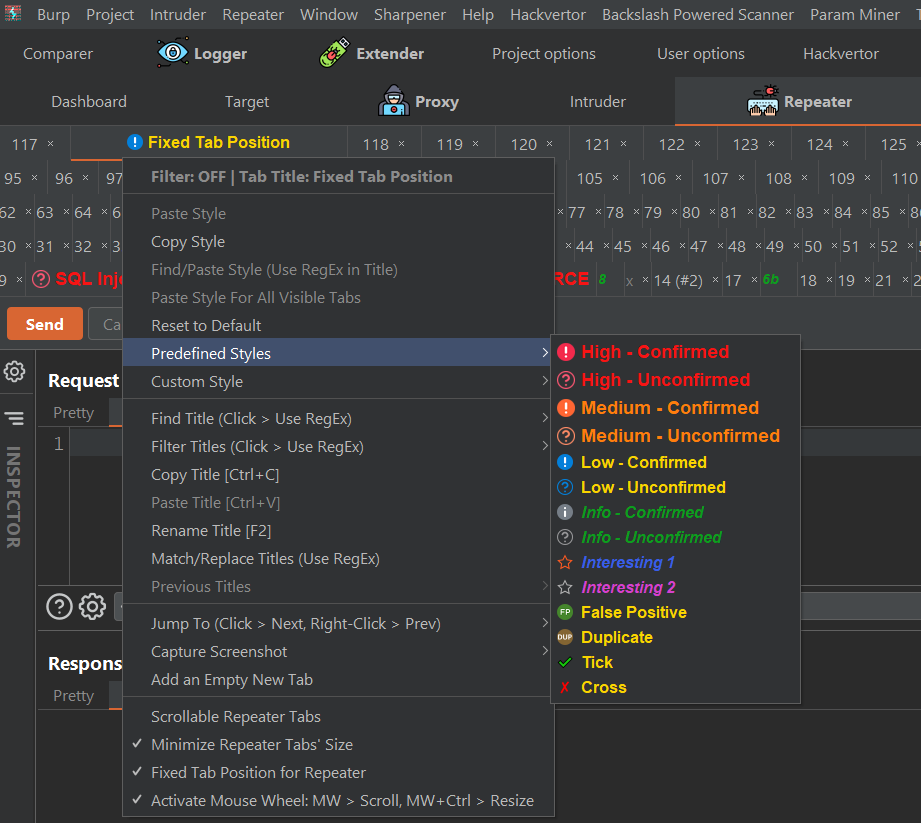 Burp Project Intruder Repeater Window Sharpener Help Hackvertor Backslash Powered Scanner Param Miner
Comparer Logger Extender Project options User options Hackvertor
Dashboard Target Proxy Intruder Repeater
117 × Fixed Tab Position 118 × 119 × 120 × 121 × 122 × 123 × 124 × 125 ×
95 × 96 × 97 105 × 106 × 107 × 108 × 109 × 110
62 × 63 × 64 × 6 × 77 × 78 × 79 × 80 × 81 × 82 × 83 × 84 × 85 × 8
30 × 31 × 32 × 3 × 44 × 45 × 46 × 47 × 48 × 49 × 50 × 51 × 52 ×
9 × SQL Inj RCE 8 x × 14 (#2) × 17 × 6b 18 × 19 × 21 × 2
Send Ca
Request
Pretty
1
INSPECTOR
Respons
Pretty
Filter: OFF | Tab Title: Fixed Tab Position
Paste Style
Copy Style
Find/Paste Style (Use RegEx in Title)
Paste Style For All Visible Tabs
Reset to Default
Predefined Styles
Custom Style
Find Title (Click > Use RegEx)
Filter Titles (Click > Use RegEx)
Copy Title [Ctrl+C]
Paste Title [Ctrl+V]
Rename Title [F2]
Match/Replace Titles (Use RegEx)
Previous Titles
Jump To (Click > Next, Right-Click > Prev)
Capture Screenshot
Add an Empty New Tab
Scrollable Repeater Tabs
✓ Minimize Repeater Tabs' Size
✓ Fixed Tab Position for Repeater
✓ Activate Mouse Wheel: MW > Scroll, MW+Ctrl > Resize
High - Confirmed
High - Unconfirmed
Medium - Confirmed
Medium - Unconfirmed
Low - Confirmed
Low - Unconfirmed
Info - Confirmed
Info - Unconfirmed
Interesting 1
Interesting 2
FP False Positive
DUP Duplicate
Tick
Cross